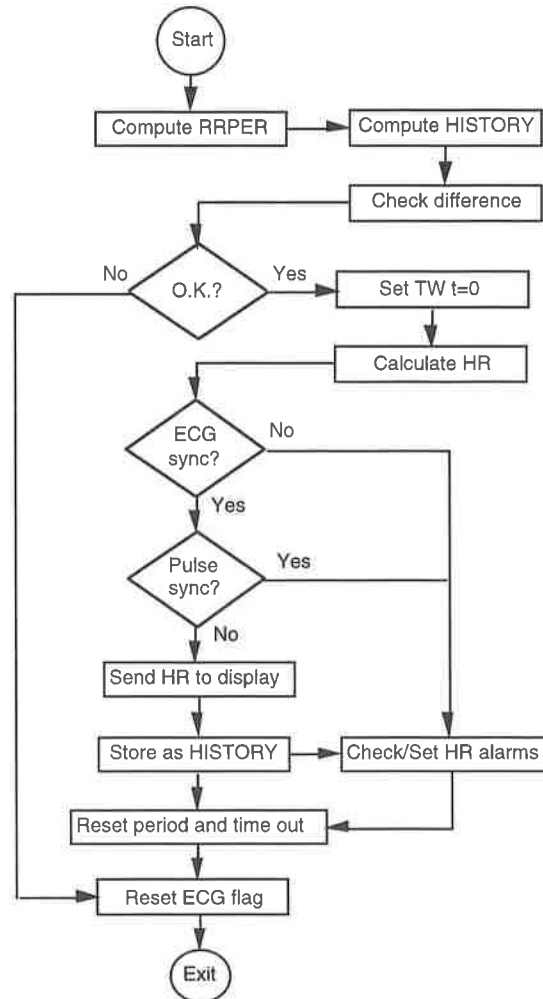 Start
Compute RRPER
Compute HISTORY
Check difference
No
O.K.?
Yes
Set TW t=0
Calculate HR
ECG
sync?
No
Yes
Pulse
sync?
Yes
No
Send HR to display
Store as HISTORY
Check/Set HR alarms
Reset period and time out
Reset ECG flag
Exit